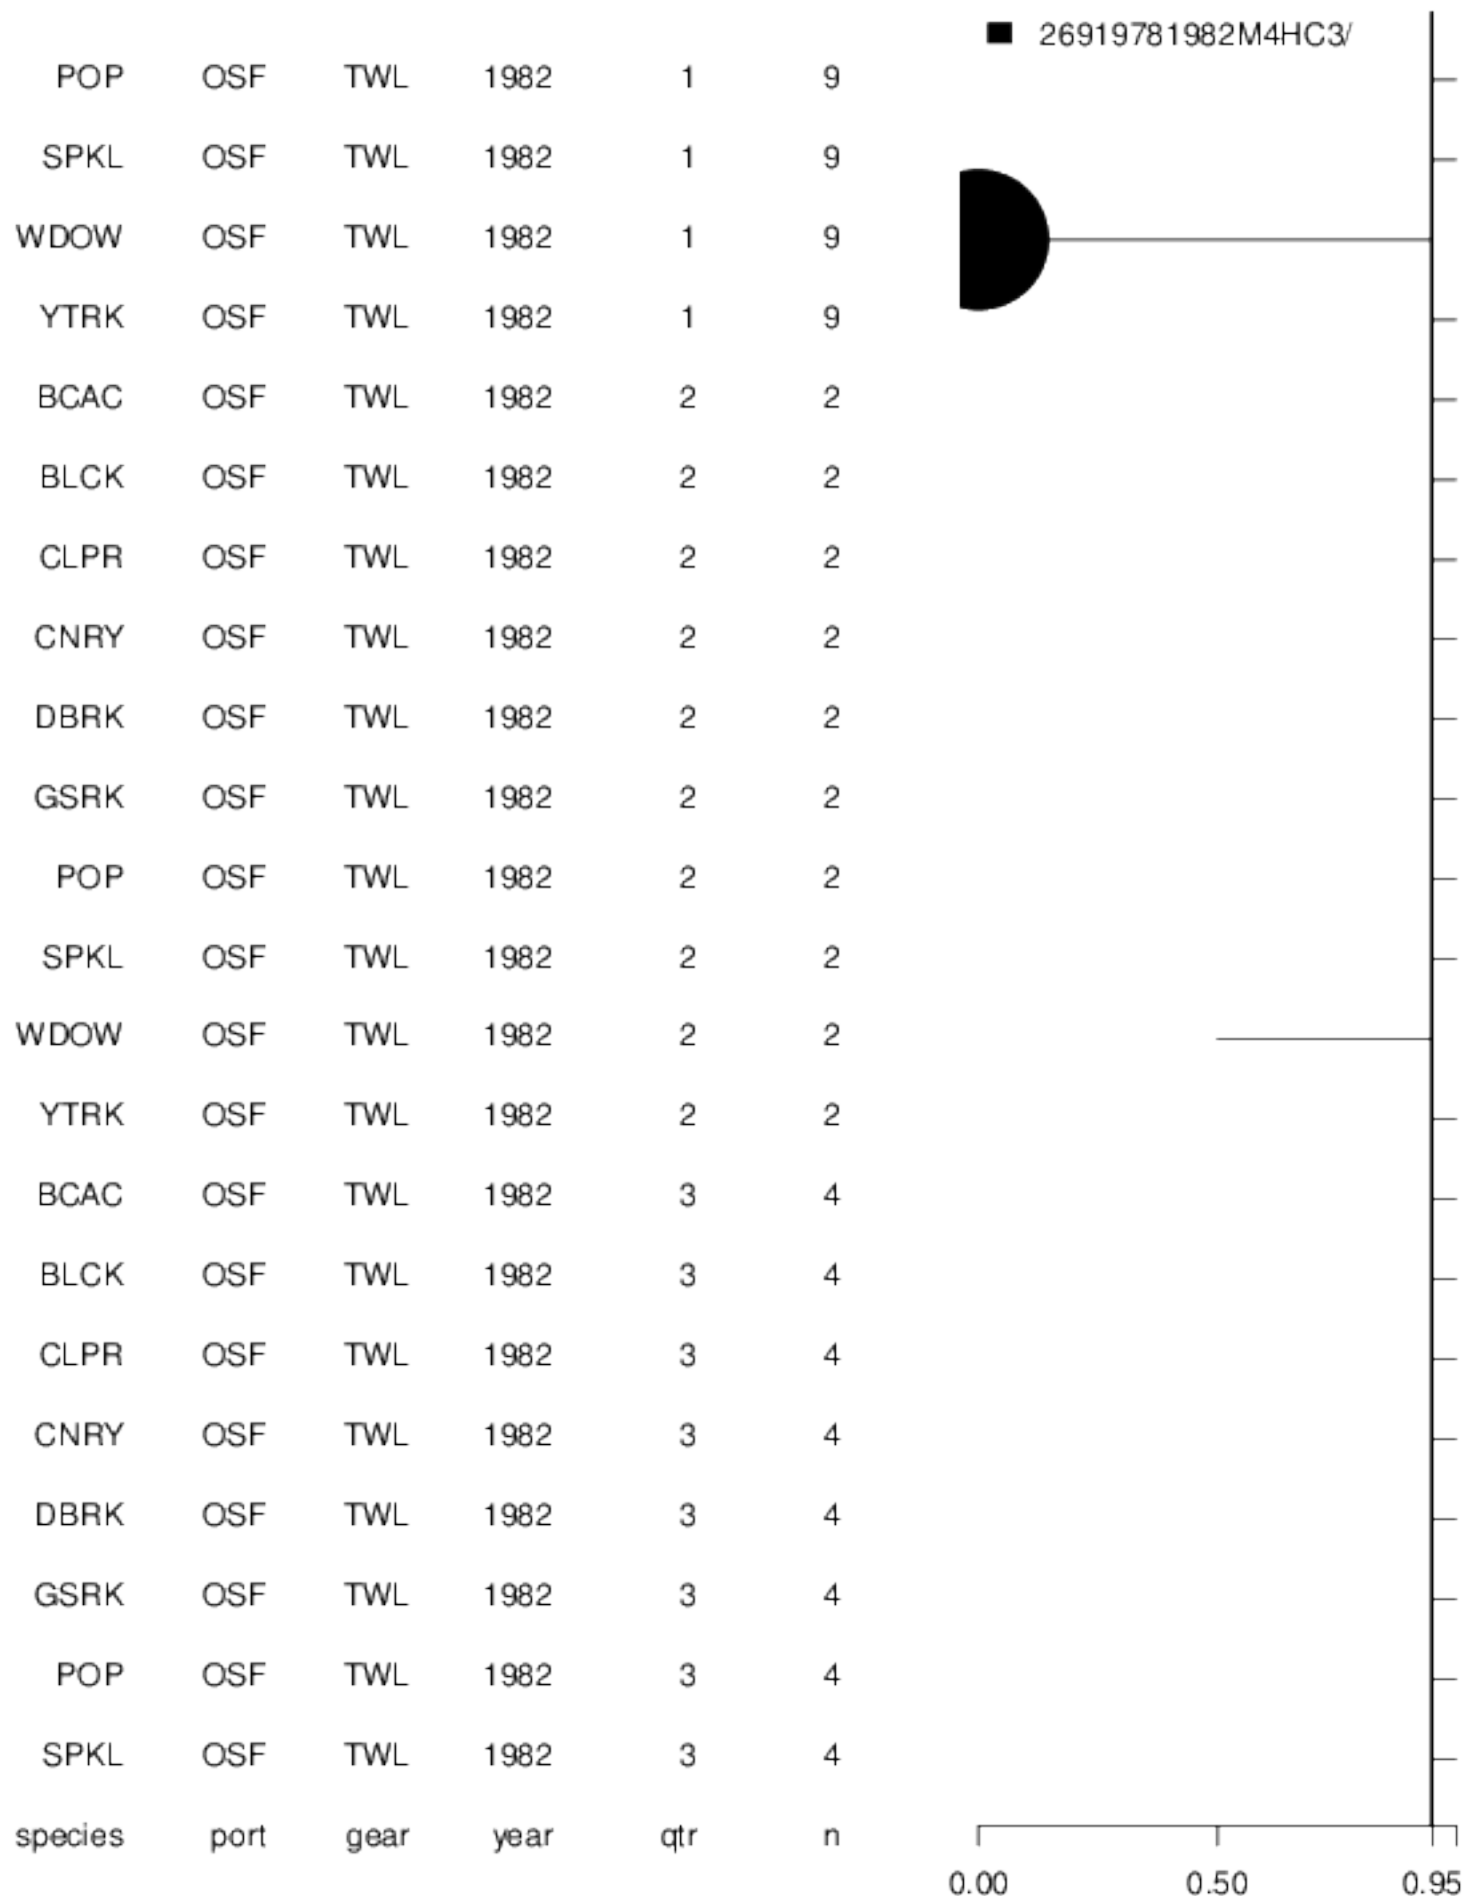 26919781982M4HC3/
POP OSF TWL 1982 1 9
SPKL OSF TWL 1982 1 9
WDOW OSF TWL 1982 1 9
YTRK OSF TWL 1982 1 9
BCAC OSF TWL 1982 2 2
BLCK OSF TWL 1982 2 2
CLPR OSF TWL 1982 2 2
CNRY OSF TWL 1982 2 2
DBRK OSF TWL 1982 2 2
GSRK OSF TWL 1982 2 2
POP OSF TWL 1982 2 2
SPKL OSF TWL 1982 2 2
WDOW OSF TWL 1982 2 2
YTRK OSF TWL 1982 2 2
BCAC OSF TWL 1982 3 4
BLCK OSF TWL 1982 3 4
CLPR OSF TWL 1982 3 4
CNRY OSF TWL 1982 3 4
DBRK OSF TWL 1982 3 4
GSRK OSF TWL 1982 3 4
POP OSF TWL 1982 3 4
SPKL OSF TWL 1982 3 4
species port gear year qtr n
0.00 0.50 0.95